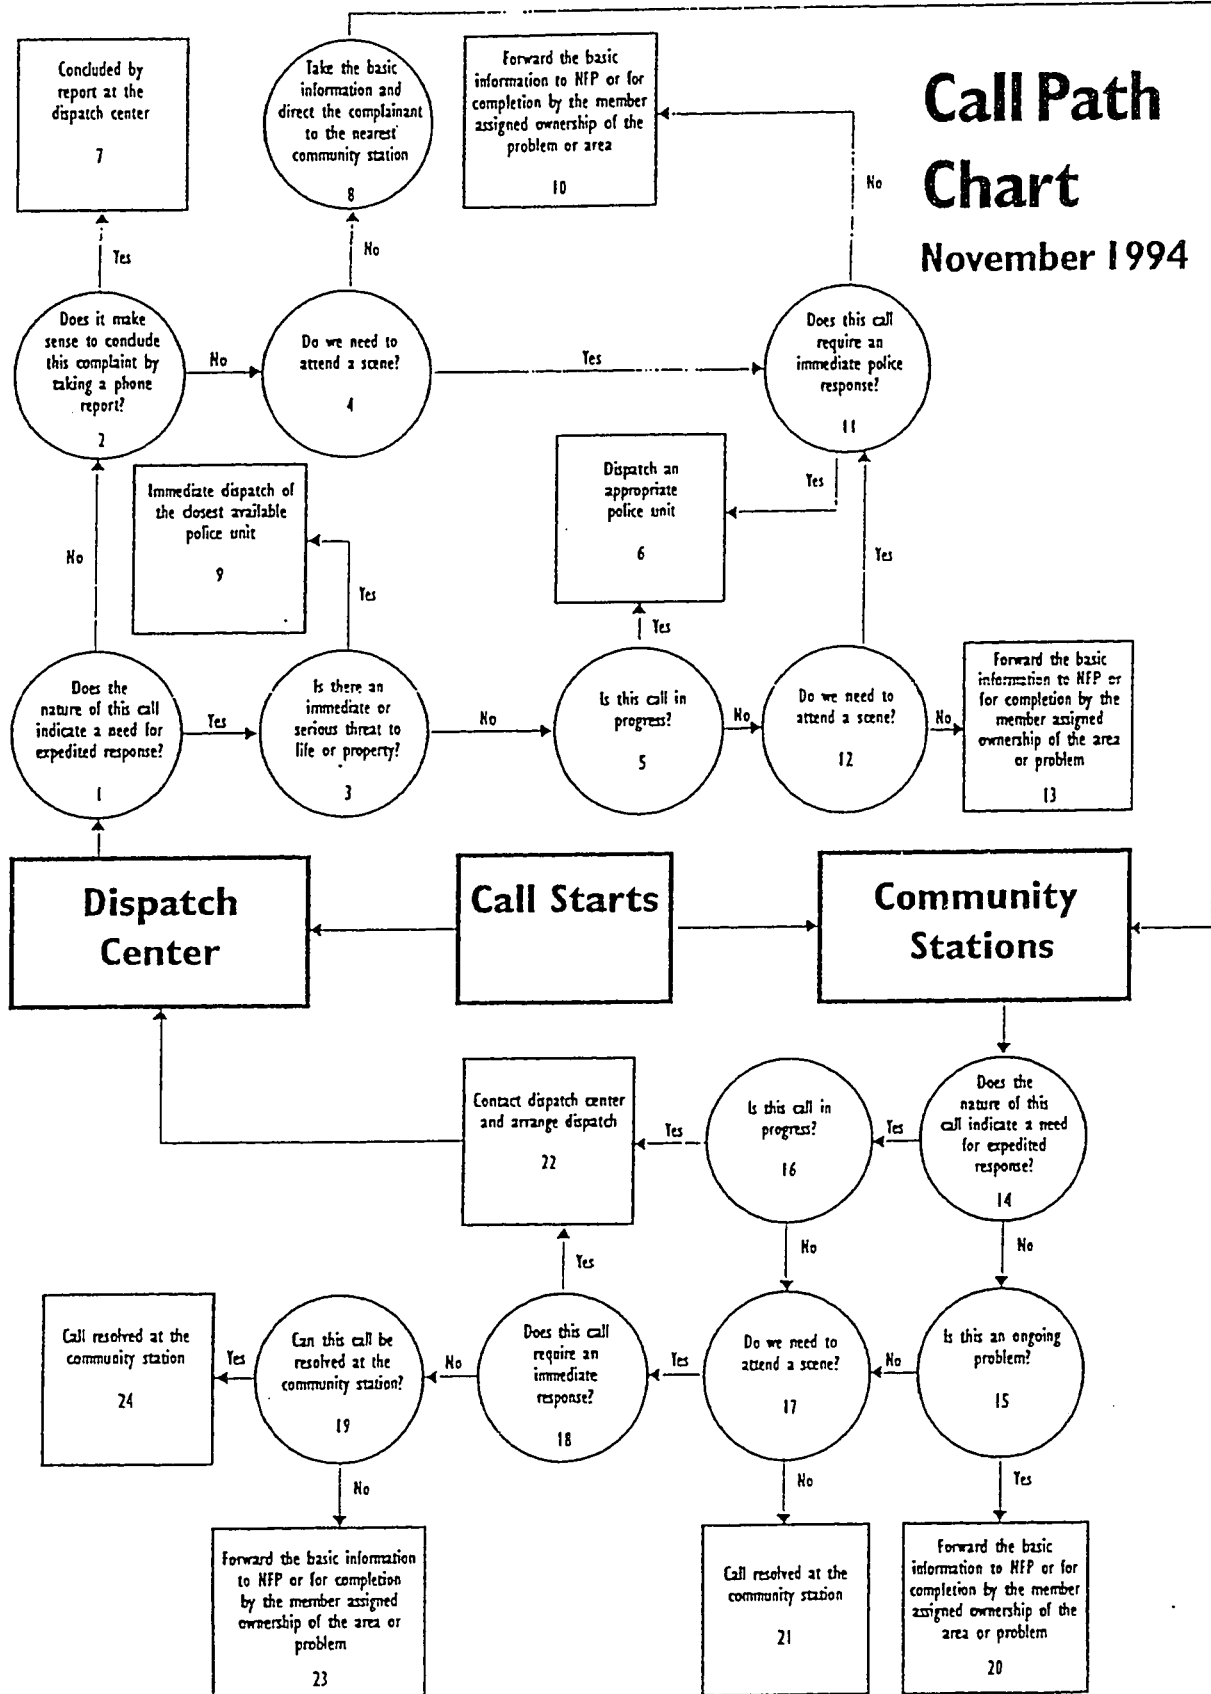 Call Path
Chart
November 1994
Concluded by
report at the
dispatch center
7
Take the basic
information and
direct the complainant
to the nearest
community station
8
Forward the basic
information to NFP or for
completion by the member
assigned ownership of the
problem or area
10
No
Yes
No
Does it make
sense to conclude
this complaint by
taking a phone
report?
2
No
Do we need to
attend a scene?
4
Yes
Does this call
require an
immediate police
response?
11
Immediate dispatch of
the closest available
police unit
9
Dispatch an
appropriate
police unit
6
Yes
No
Yes
Yes
Yes
Does the
nature of this call
indicate a need for
expedited response?
1
Yes
Is there an
immediate or
serious threat to
life or property?
3
No
Is this call in
progress?
5
No
Do we need to
attend a scene?
12
No
Forward the basic
information to NFP or
for completion by the
member assigned
ownership of the area
or problem
13
Dispatch
Center
Call Starts
Community
Stations
Contact dispatch center
and arrange dispatch
22
Yes
Is this call in
progress?
16
Yes
Does the
nature of this
call indicate a need
for expedited
response?
14
Yes
No
No
Call resolved at the
community station
24
Yes
Can this call be
resolved at the
community station?
19
No
Does this call
require an
immediate
response?
18
Yes
Do we need to
attend a scene?
17
No
Is this an ongoing
problem?
15
No
No
Yes
Forward the basic information
to NFP or for completion
by the member assigned
ownership of the area or
problem
23
Call resolved at the
community station
21
Forward the basic
information to NFP or for
completion by the member
assigned ownership of the
area or problem
20